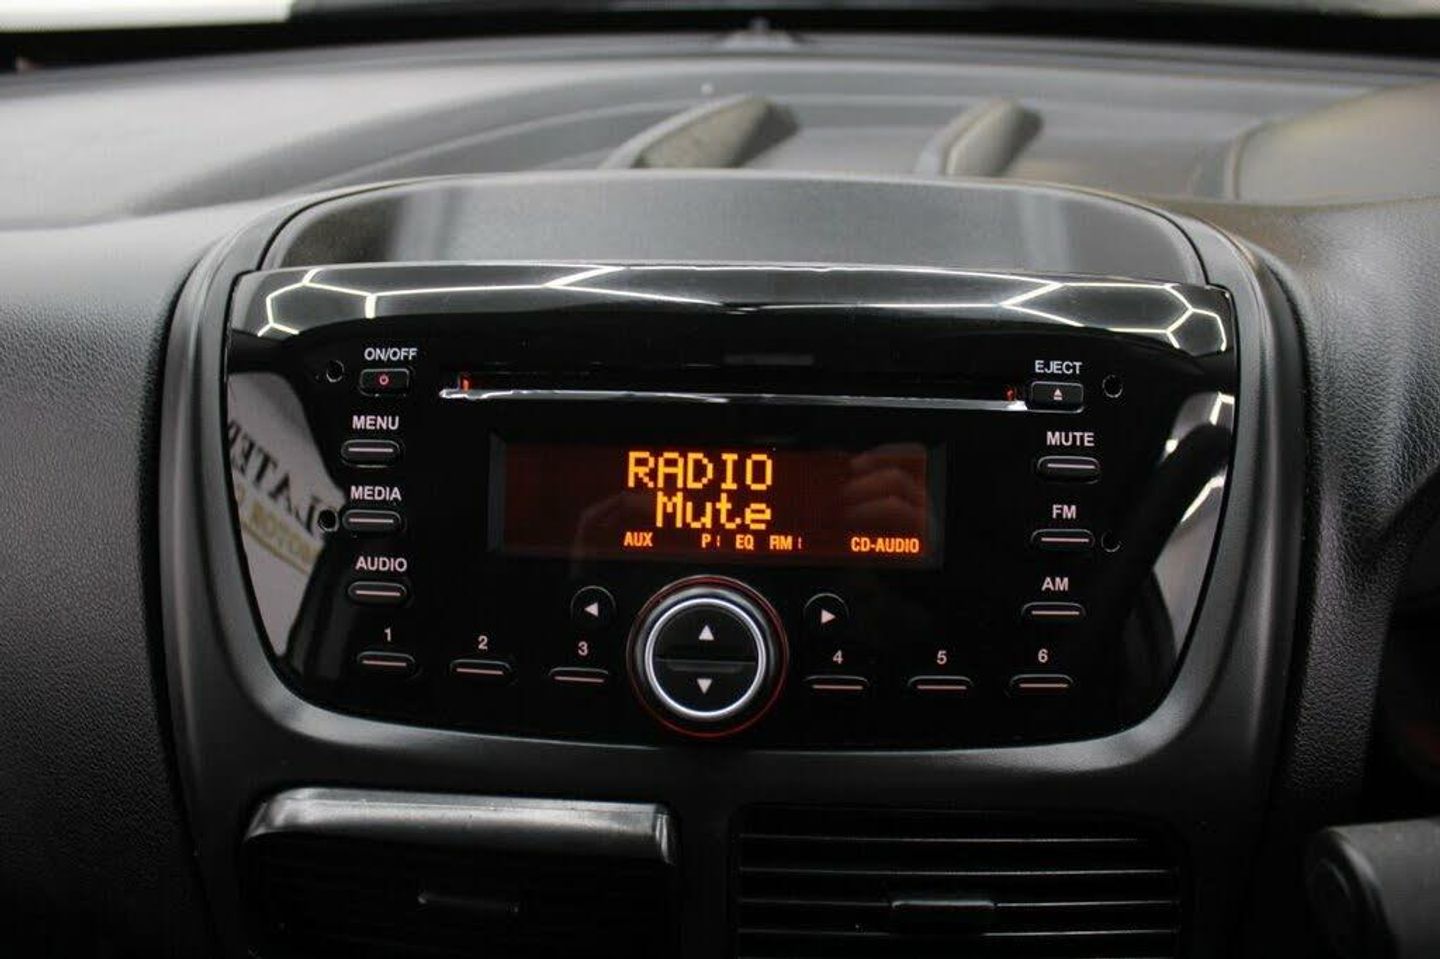 ON/OFF
EJECT
MENU
MUTE
RADIO
Mute
MEDIA
FM
AUX P EQ CD-AUDIO
AUDIO
AM
1 2 3 4 5 6